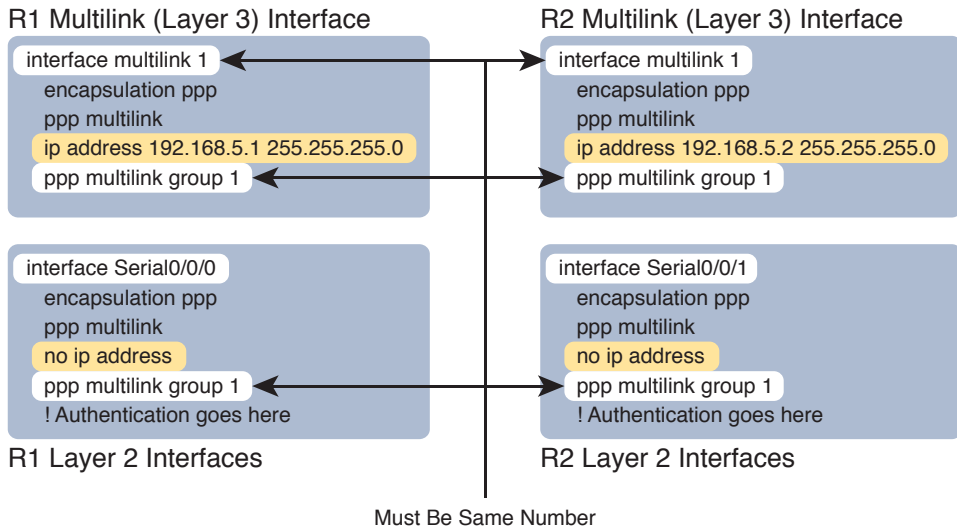 R1 Multilink (Layer 3) Interface
interface multilink 1
encapsulation ppp
ppp multilink
ip address 192.168.5.1 255.255.255.0
ppp multilink group 1
R2 Multilink (Layer 3) Interface
interface multilink 1
encapsulation ppp
ppp multilink
ip address 192.168.5.2 255.255.255.0
ppp multilink group 1
interface Serial0/0/0
encapsulation ppp
ppp multilink
no ip address
ppp multilink group 1
! Authentication goes here
R1 Layer 2 Interfaces
interface Serial0/0/1
encapsulation ppp
ppp multilink
no ip address
ppp multilink group 1
! Authentication goes here
R2 Layer 2 Interfaces
Must Be Same Number